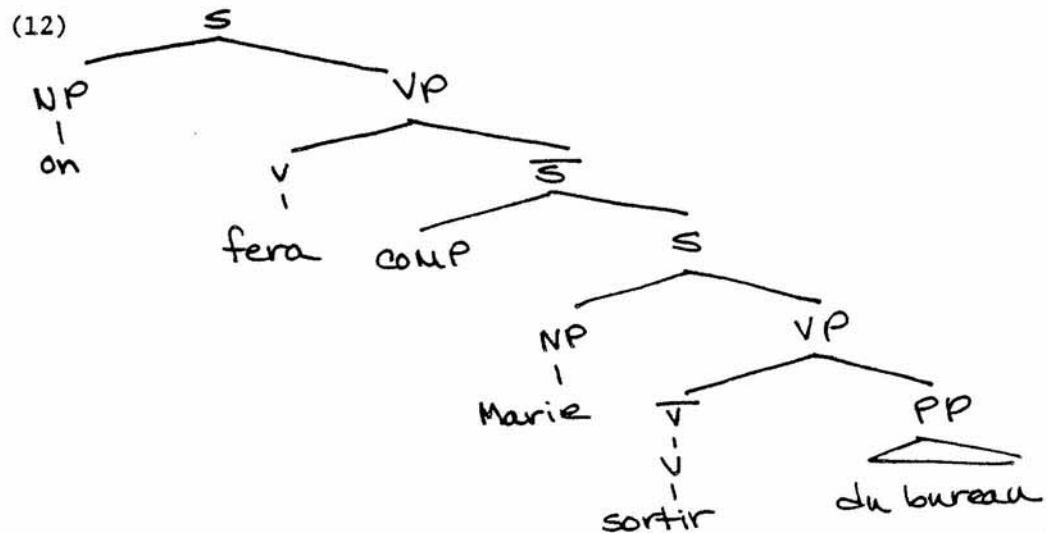 (12) S
NP VP
on V S̅
fera COMP S
NP VP
Marie V̅ PP
V du bureau
sortir